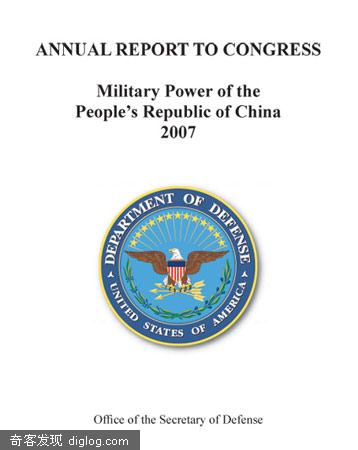 ANNUAL REPORT TO CONGRESS
Military Power of the
People's Republic of China
2007
DEPARTMENT OF DEFENSE
UNITED STATES OF AMERICA
Office of the Secretary of Defense
奇客发现 diglog.com